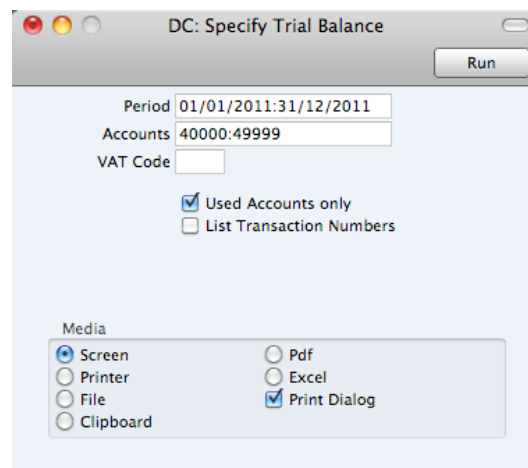 DC: Specify Trial Balance
Run
Period 01/01/2011:31/12/2011
Accounts 40000:49999
VAT Code
Used Accounts only
List Transaction Numbers
Media
Screen
Pdf
Printer
Excel
File
Print Dialog
Clipboard